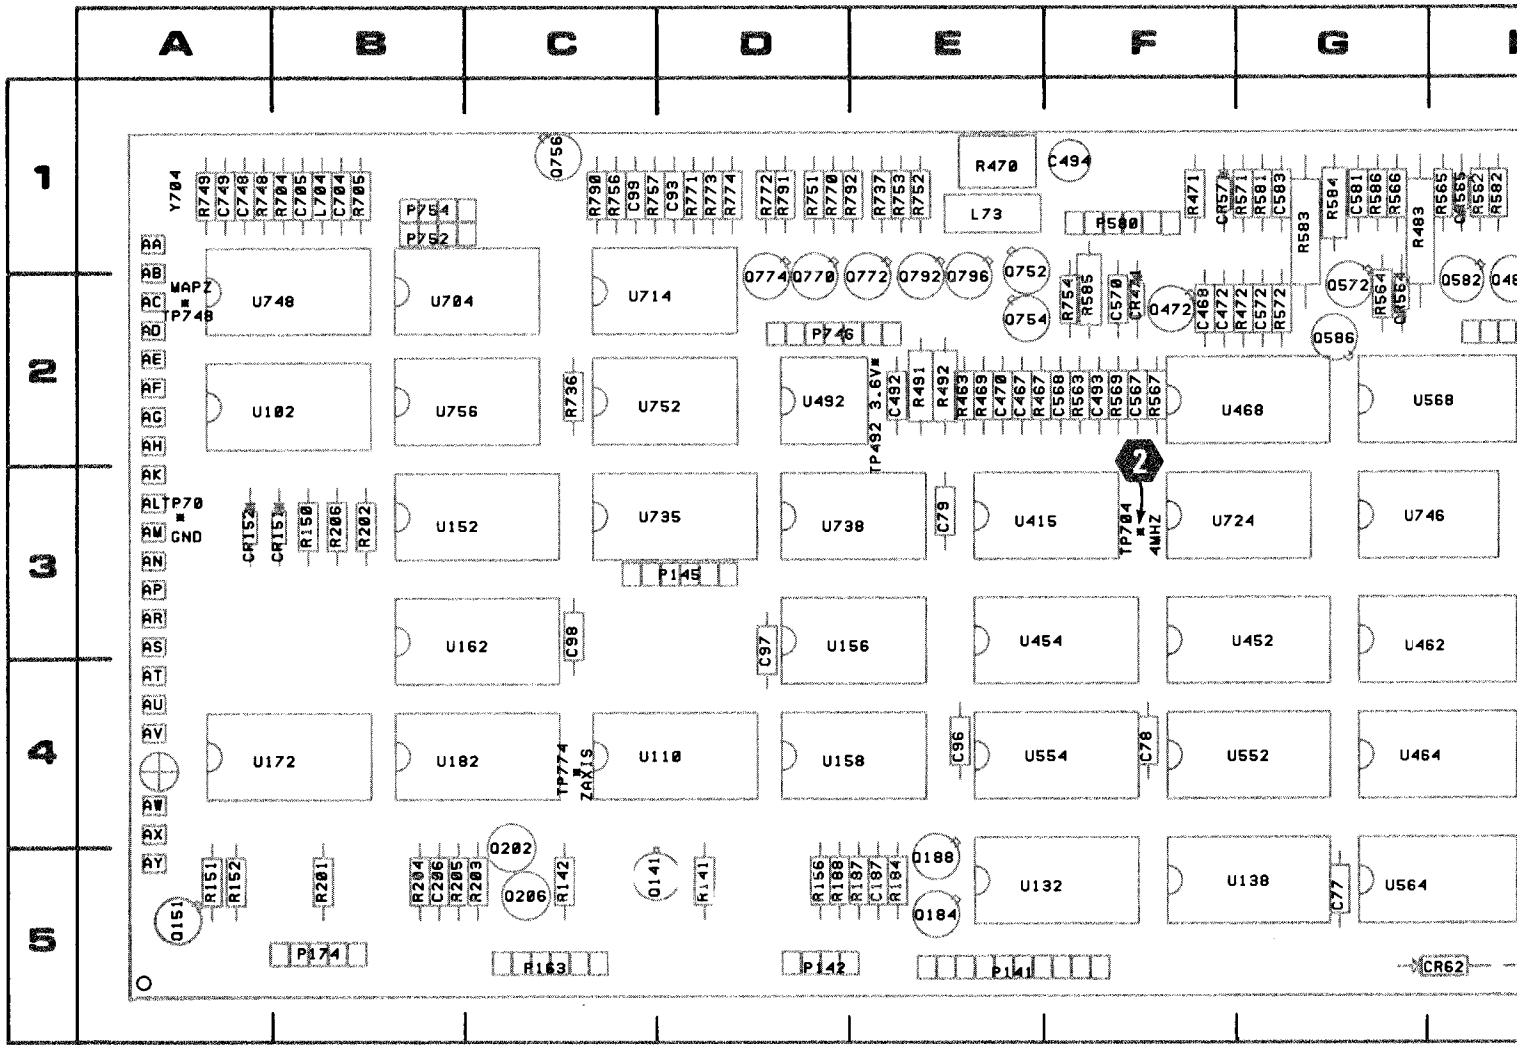 A B C D E F G
1
Y704 R749 C749 C748 R748 R704 C705 L704 C704 R705 Q756 R790 R756 C99 R757 C93 R771 R773 R774 R772 R791 R751 R770 R792 R737 R753 R752 R470 C494 R471 CR571 R571 R581 C583 R583 R584 C581 R586 R566 R483 R565 CR565 R562 R582
P754
P752
L73
P580
AA
AB
AC
AD
AE
AF
AG
AH
AK
AL
AM
AN
AP
AR
AS
AT
AU
AV
AW
AX
AY
MAPZ
TP748
U748 U704 U714 Q774 Q770 Q772 Q792 Q796 Q752 Q754 R754 R585 C570 Q472 C468 C472 R472 C572 R572 Q572 R564 CR564 Q582
P746
Q586
2
U102 U756 R736 U752 U492 TP492 3.6V C492 R491 R492 R463 R469 C470 C467 R467 C568 R563 C493 R569 C567 R567 U468 U568
2
TP70
GND
CR152 CR151 R150 R206 R202 U152 U735 U738 C79 U415 TP704 4MHZ U724 U746
3
P145
U162 C98 C97 U156 U454 U452 U462
4
U172 U182 TP774 ZAXIS U110 U158 C96 U554 C78 U552 U464
5
Q151 R151 R152 R201 R204 C206 R205 R203 Q202 Q206 R142 Q141 R141 R156 R188 R187 C187 R184 Q188 Q184 U132 U138 C77 U564
P174 P163 P142 P141 CR62